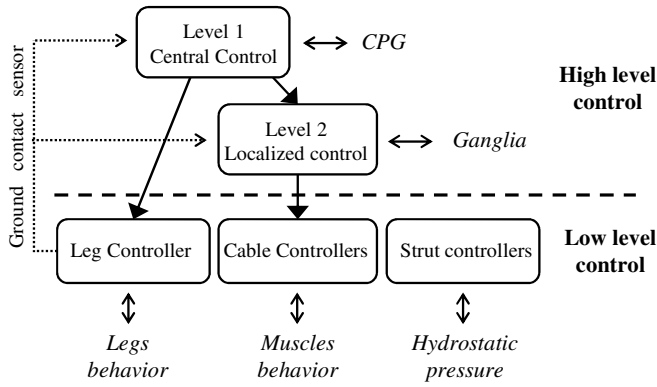 Level 1
Central Control
CPG
High level
control
Level 2
Localized control
Ganglia
Ground contact sensor
Leg Controller
Cable Controllers
Strut controllers
Low level
control
Legs
behavior
Muscles
behavior
Hydrostatic
pressure